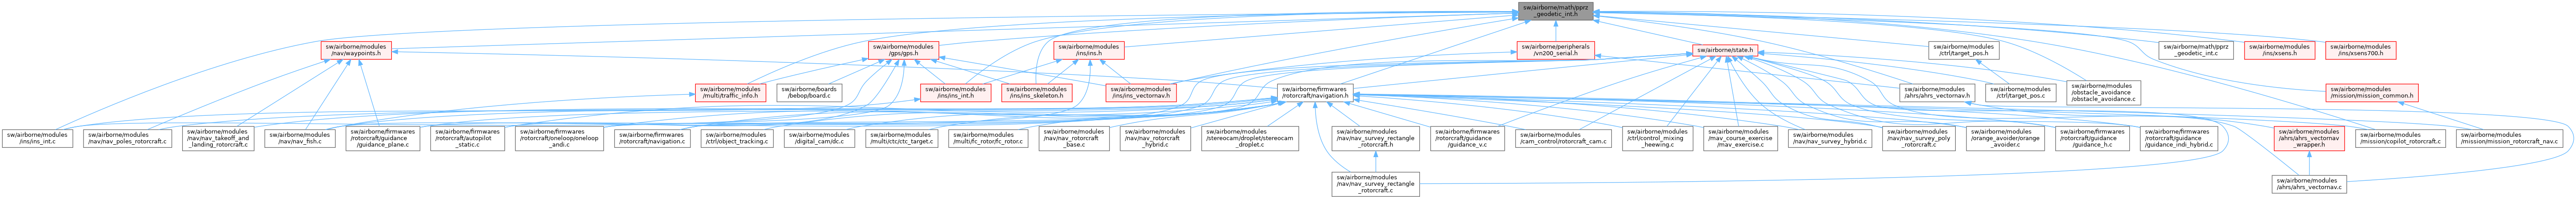 sw/airborne/math/pprz
_geodetic_int.h
sw/airborne/modules
/nav/waypoints.h
sw/airborne/modules
/gps/gps.h
sw/airborne/modules
/ins/ins.h
sw/airborne/peripherals
/vn200_serial.h
sw/airborne/state.h
sw/airborne/modules
/ctrl/target_pos.h
sw/airborne/math/pprz
_geodetic_int.c
sw/airborne/modules
/ins/xsens.h
sw/airborne/modules
/ins/xsens700.h
sw/airborne/modules
/multi/traffic_info.h
sw/airborne/boards
/bebop/board.c
sw/airborne/modules
/ins/ins_int.h
sw/airborne/modules
/ins/ins_skeleton.h
sw/airborne/modules
/ins/ins_vectornav.h
sw/airborne/firmwares
/rotorcraft/navigation.h
sw/airborne/modules
/ahrs/ahrs_vectornav.h
sw/airborne/modules
/ctrl/target_pos.c
sw/airborne/modules
/obstacle_avoidance
/obstacle_avoidance.c
sw/airborne/modules
/mission/mission_common.h
sw/airborne/modules
/ins/ins_int.c
sw/airborne/modules
/nav/nav_poles_rotorcraft.c
sw/airborne/modules
/nav/nav_takeoff_and
_landing_rotorcraft.c
sw/airborne/modules
/nav/nav_fish.c
sw/airborne/firmwares
/rotorcraft/guidance
/guidance_plane.c
sw/airborne/firmwares
/rotorcraft/autopilot
_static.c
sw/airborne/firmwares
/rotorcraft/oneloop
/oneloop_andi.c
sw/airborne/firmwares
/rotorcraft/navigation.c
sw/airborne/modules
/ctrl/object_tracking.c
sw/airborne/modules
/digital_cam/dc.c
sw/airborne/modules
/multi/ctc/ctc_target.c
sw/airborne/modules
/fc_rotor/fc_rotor.c
sw/airborne/modules
/nav/nav_rotorcraft
_base.c
sw/airborne/modules
/nav/nav_rotorcraft
_hybrid.c
sw/airborne/modules
/stereocam/droplet/stereocam
_droplet.c
sw/airborne/modules
/nav/nav_survey_rectangle
_rotorcraft.h
sw/airborne/firmwares
/rotorcraft/guidance
/guidance_v.c
sw/airborne/modules
/cam_control/rotorcraft_cam.c
sw/airborne/modules
/ctrl/control_mixing
_heewing.c
sw/airborne/modules
/mav_course_exercise
/mav_exercise.c
sw/airborne/modules
/nav/nav_survey_hybrid.c
sw/airborne/modules
/nav/nav_survey_poly
_rotorcraft.c
sw/airborne/modules
/orange_avoider/orange
_avoider.c
sw/airborne/firmwares
/rotorcraft/guidance
/guidance_h.c
sw/airborne/firmwares
/rotorcraft/guidance
/guidance_indi_hybrid.c
sw/airborne/modules
/ahrs/ahrs_vectornav
_wrapper.h
sw/airborne/modules
/mission/copilot_rotorcraft.c
sw/airborne/modules
/mission/mission_rotorcraft_nav.c
sw/airborne/modules
/nav/nav_survey_rectangle
_rotorcraft.c
sw/airborne/modules
/ahrs/ahrs_vectornav.c